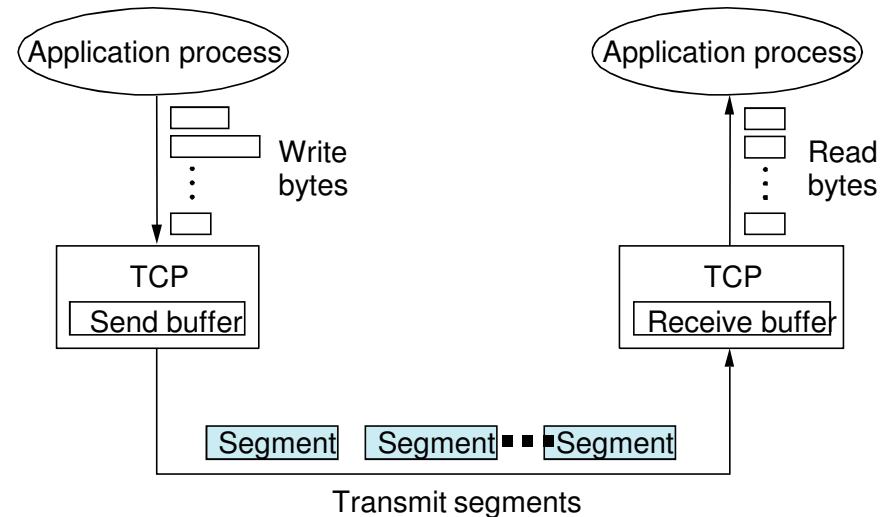 Application process
Application process
Write
bytes
Read
bytes
TCP
Send buffer
TCP
Receive buffer
Segment
Segment
Segment
Transmit segments